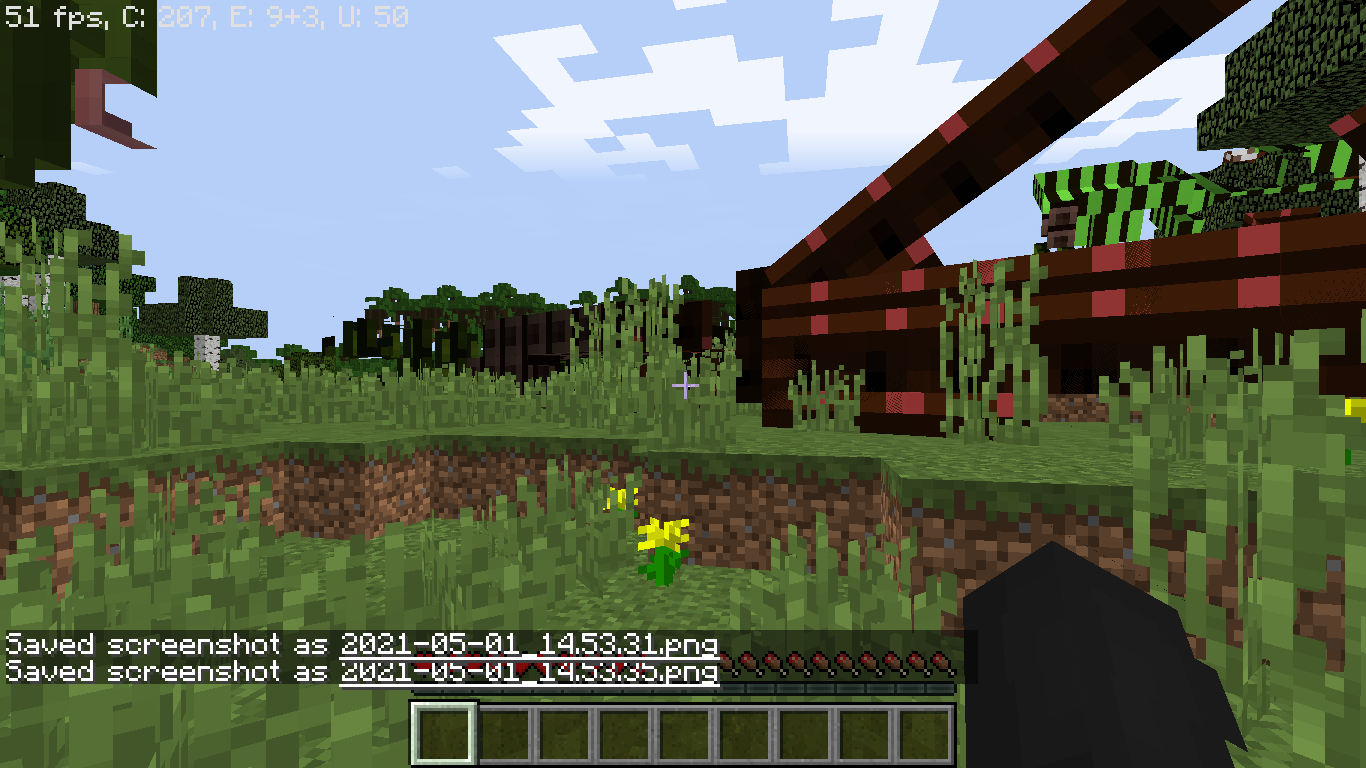 51 fps, C: 207, E: 9+3, U: 50
Saved screenshot as 2021-05-01_14.53.31.png
Saved screenshot as 2021-05-01_14.53.35.png